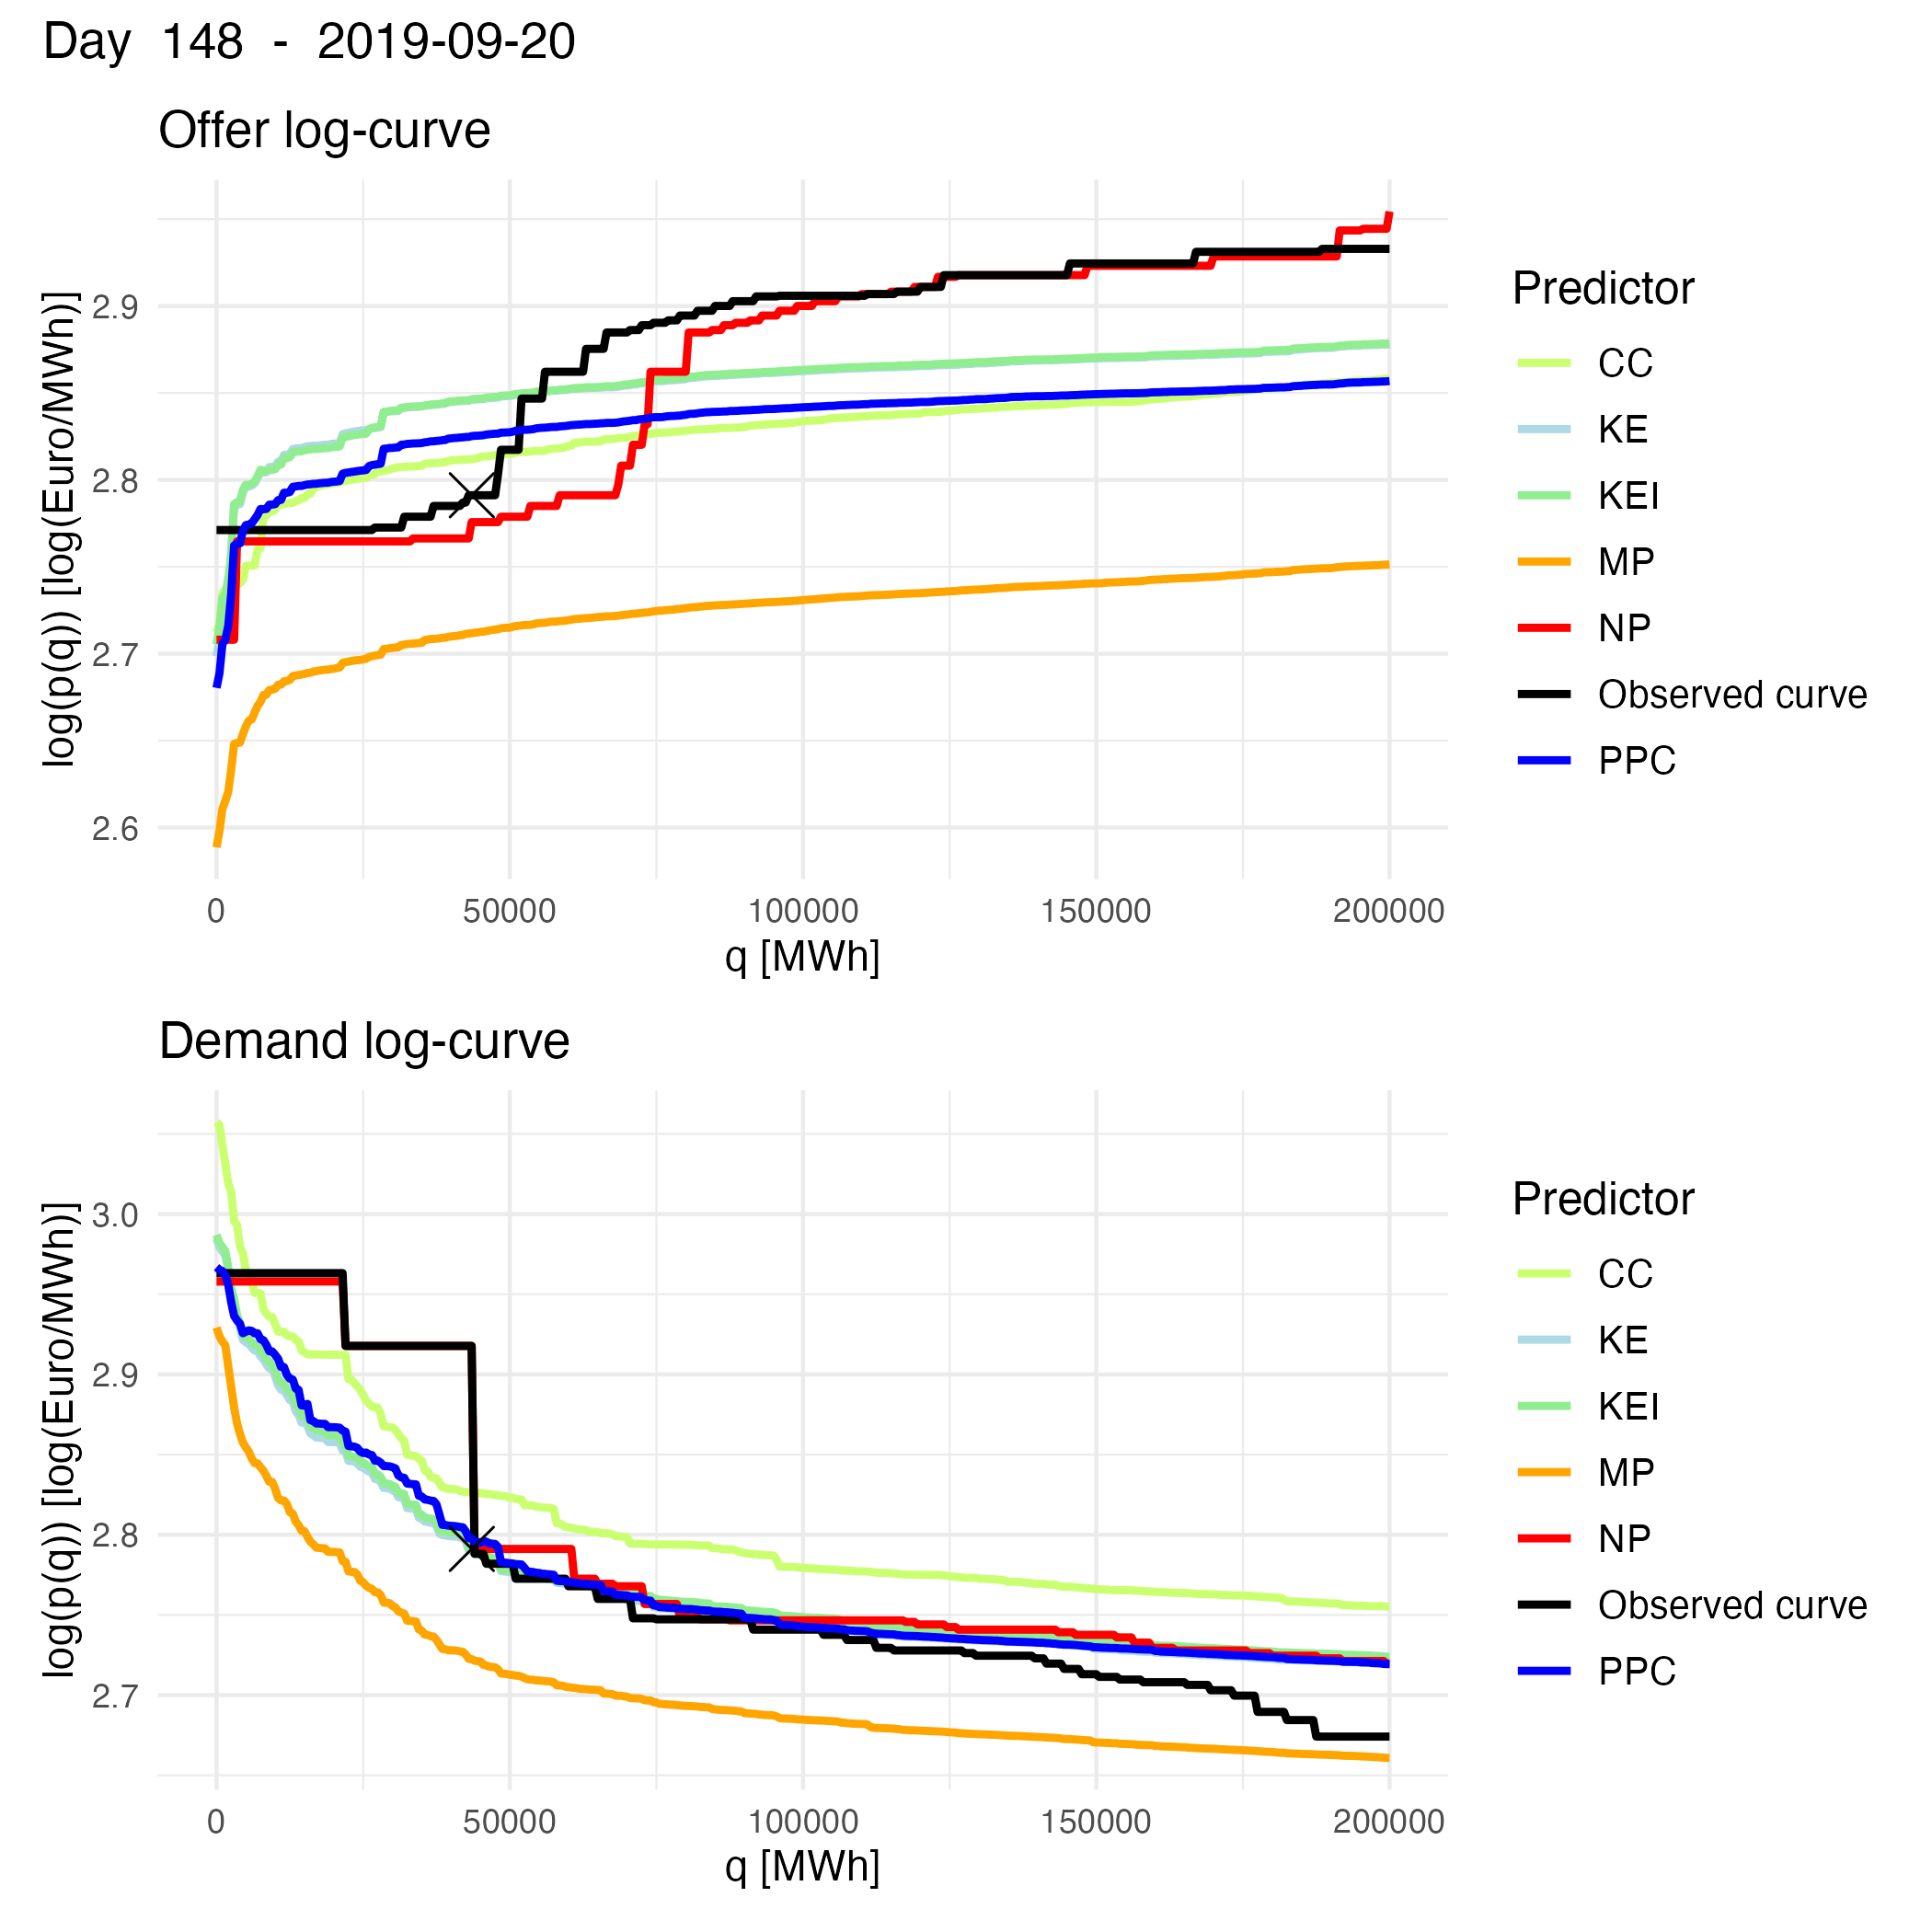 Day 148 - 2019-09-20
Offer log-curve
log(p(q)) [log(Euro/MWh)]
2.9
2.8
2.7
2.6
0 50000 100000 150000 200000
q [MWh]
Predictor
CC
KE
KEI
MP
NP
Observed curve
PPC
Demand log-curve
log(p(q)) [log(Euro/MWh)]
3.0
2.9
2.8
2.7
0 50000 100000 150000 200000
q [MWh]
Predictor
CC
KE
KEI
MP
NP
Observed curve
PPC